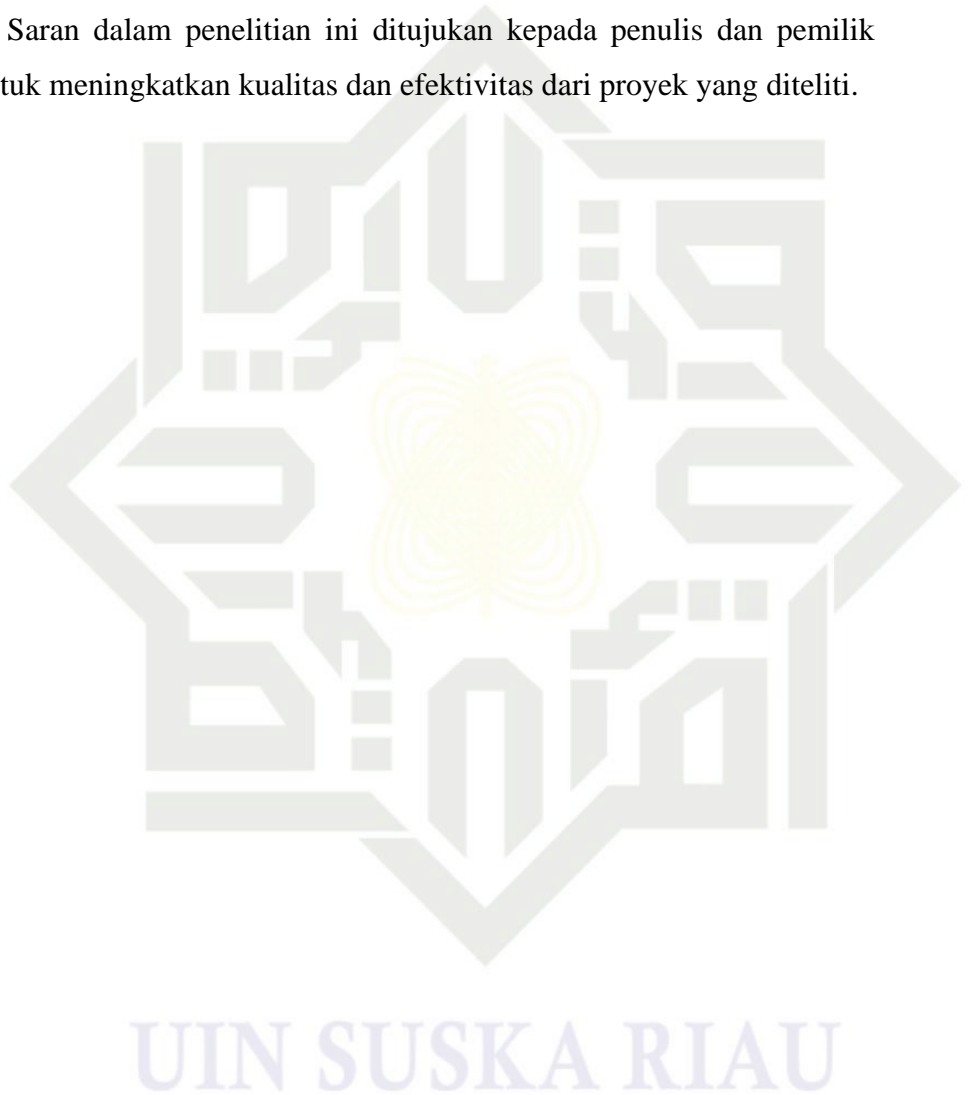 Saran dalam penelitian ini ditujukan kepada penulis dan pemilik
tuk meningkatkan kualitas dan efektivitas dari proyek yang diteliti.
UIN SUSKA RIAU